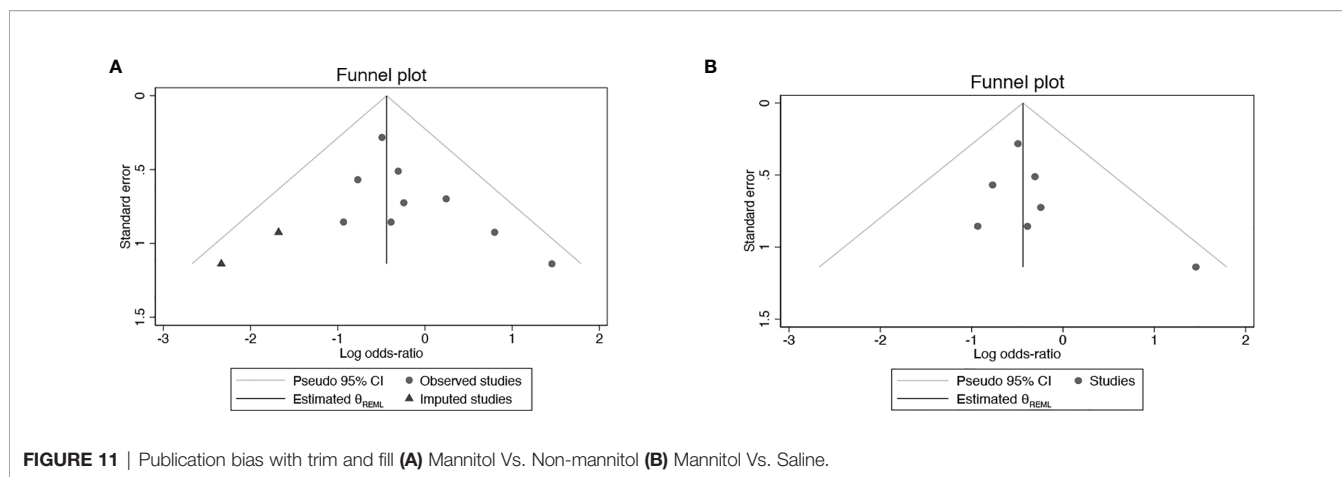 A
Funnel plot
0
.5
1
1.5
Standard error
-3
-2
-1
0
1
2
Log odds-ratio
Pseudo 95% CI
Observed studies
Estimated θREML
Imputed studies
B
Funnel plot
0
.5
1
1.5
Standard error
-3
-2
-1
0
1
2
Log odds-ratio
Pseudo 95% CI
Studies
Estimated θREML
FIGURE 11 | Publication bias with trim and fill (A) Mannitol Vs. Non-mannitol (B) Mannitol Vs. Saline.